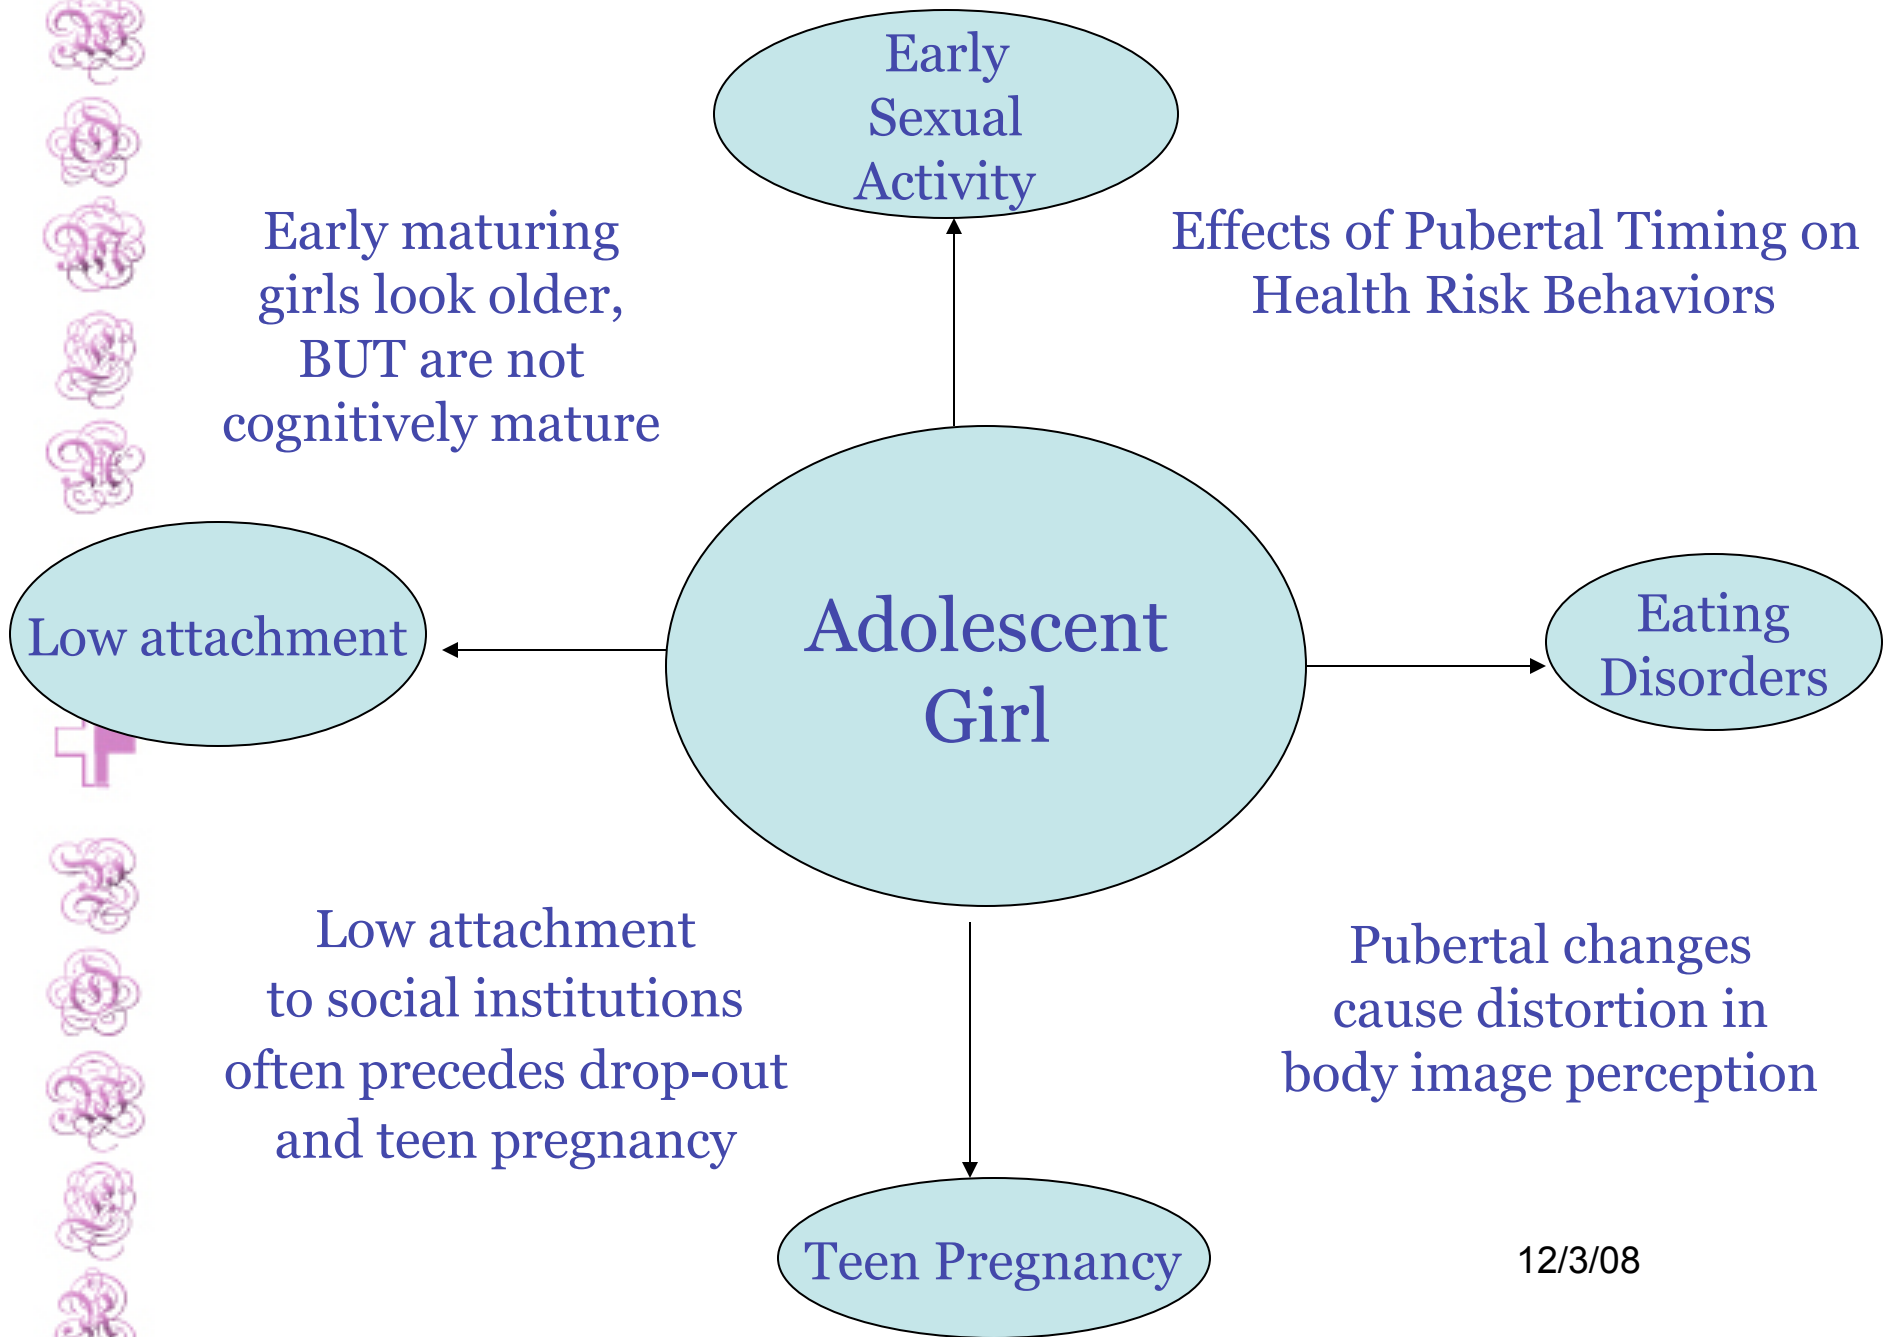 Early
Sexual
Activity
Early maturing
girls look older,
BUT are not
cognitively mature
Effects of Pubertal Timing on
Health Risk Behaviors
Low attachment
Adolescent
Girl
Eating
Disorders
Low attachment
to social institutions
often precedes drop-out
and teen pregnancy
Pubertal changes
cause distortion in
body image perception
Teen Pregnancy
12/3/08